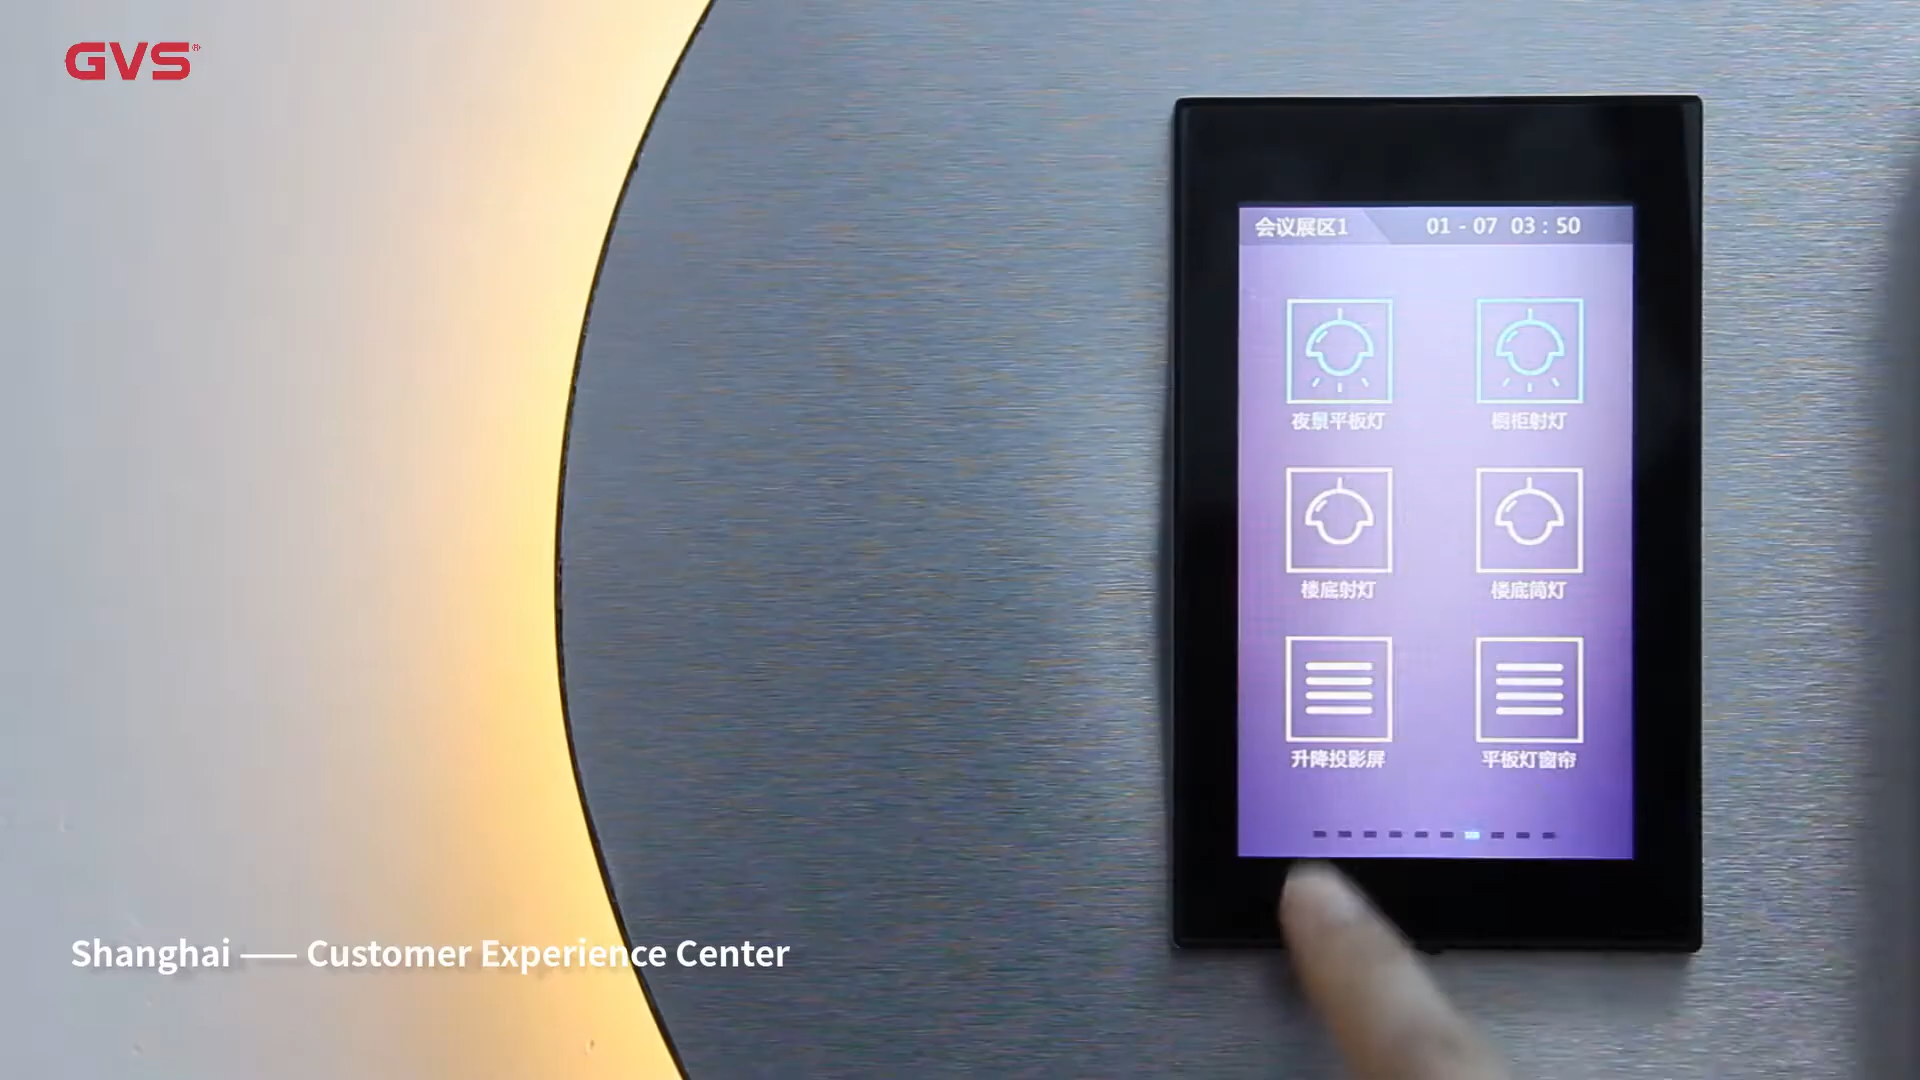 GVS®
会议展区1
01-07 03:50
夜景平板灯
橱柜射灯
楼底射灯
楼底筒灯
升降投影屏
平板灯窗帘
Shanghai —— Customer Experience Center